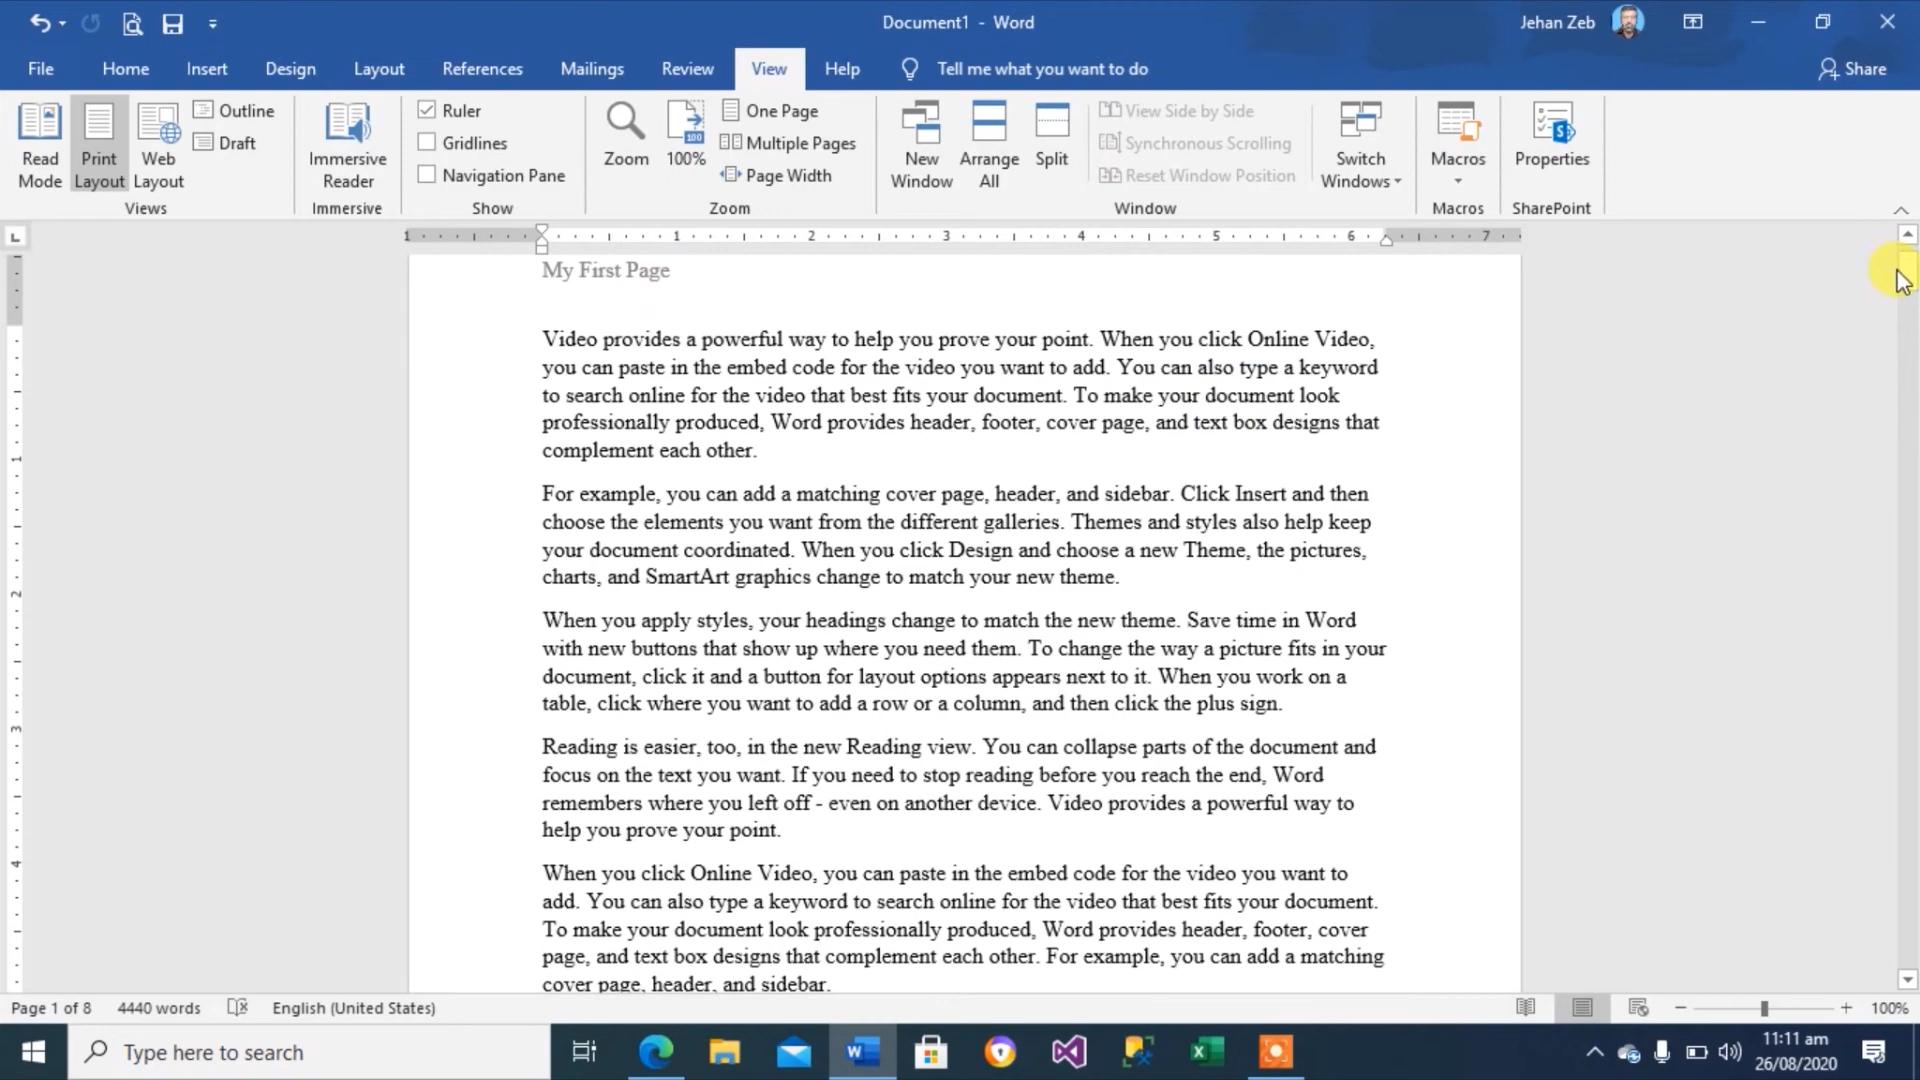 Document1 - Word
Jehan Zeb
File Home Insert Design Layout References Mailings Review View Help Tell me what you want to do Share
Read Mode
Print Layout
Web Layout
Outline
Draft
Views
Immersive Reader
Immersive
Ruler
Gridlines
Navigation Pane
Show
Zoom
100
100%
One Page
Multiple Pages
Page Width
Zoom
New Window
Arrange All
Split
View Side by Side
Synchronous Scrolling
Reset Window Position
Switch Windows
Window
Macros
Macros
Properties
SharePoint
L
1 1 2 3 4 5 6 7
My First Page
Video provides a powerful way to help you prove your point. When you click Online Video,
you can paste in the embed code for the video you want to add. You can also type a keyword
to search online for the video that best fits your document. To make your document look
professionally produced, Word provides header, footer, cover page, and text box designs that
complement each other.
For example, you can add a matching cover page, header, and sidebar. Click Insert and then
choose the elements you want from the different galleries. Themes and styles also help keep
your document coordinated. When you click Design and choose a new Theme, the pictures,
charts, and SmartArt graphics change to match your new theme.
When you apply styles, your headings change to match the new theme. Save time in Word
with new buttons that show up where you need them. To change the way a picture fits in your
document, click it and a button for layout options appears next to it. When you work on a
table, click where you want to add a row or a column, and then click the plus sign.
Reading is easier, too, in the new Reading view. You can collapse parts of the document and
focus on the text you want. If you need to stop reading before you reach the end, Word
remembers where you left off - even on another device. Video provides a powerful way to
help you prove your point.
When you click Online Video, you can paste in the embed code for the video you want to
add. You can also type a keyword to search online for the video that best fits your document.
To make your document look professionally produced, Word provides header, footer, cover
page, and text box designs that complement each other. For example, you can add a matching
cover page, header, and sidebar.
1
2
3
4
Page 1 of 8 4440 words English (United States) 100%
Type here to search
11:11 am
26/08/2020